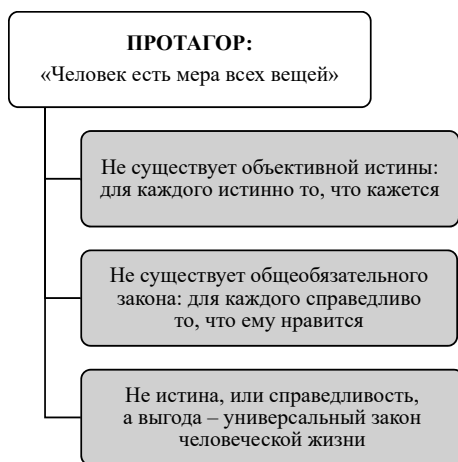 ПРОТАГОР:
«Человек есть мера всех вещей»
Не существует объективной истины:
для каждого истинно то, что кажется
Не существует общеобязательного
закона: для каждого справедливо
то, что ему нравится
Не истина, или справедливость,
а выгода – универсальный закон
человеческой жизни